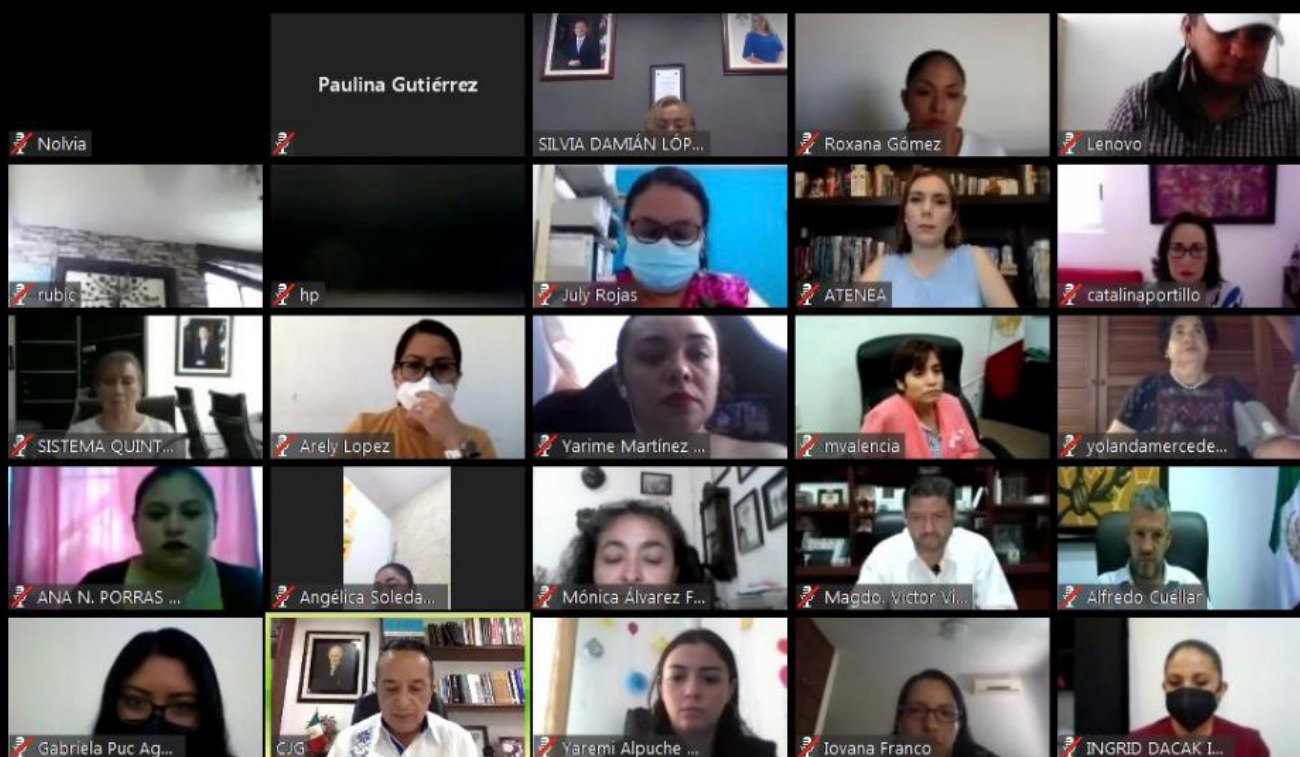 Nolvia
Paulina Gutiérrez
SILVIA DAMIÁN LÓP...
Roxana Gómez
Lenovo
rubic
hp
July Rojas
ATENEA
catalinaportillo
SISTEMA QUINT...
Arely Lopez
Yarime Martínez ...
mvalencia
yolandamercede...
ANA N. PORRAS ...
Angélica Soleda...
Mónica Álvarez F...
Magdo. Víctor Vi...
Alfredo Cuéllar
Gabriela Puc Ag...
CJG
Yaremi Alpuche ...
Iovana Franco
INGRID DACAK I...